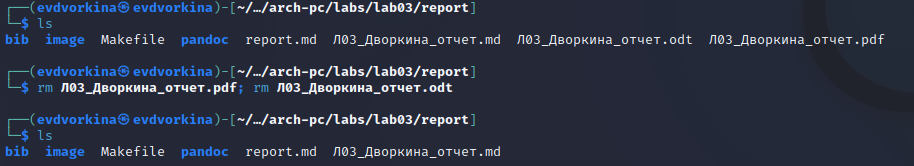 ┌──(evdvorkina㉿evdvorkina)-[~/…/arch-pc/labs/lab03/report]
└─$ ls
bib  image  Makefile  pandoc  report.md  Л03_Дворкина_отчет.md  Л03_Дворкина_отчет.odt  Л03_Дворкина_отчет.pdf
┌──(evdvorkina㉿evdvorkina)-[~/…/arch-pc/labs/lab03/report]
└─$ rm Л03_Дворкина_отчет.pdf; rm Л03_Дворкина_отчет.odt
┌──(evdvorkina㉿evdvorkina)-[~/…/arch-pc/labs/lab03/report]
└─$ ls
bib  image  Makefile  pandoc  report.md  Л03_Дворкина_отчет.md